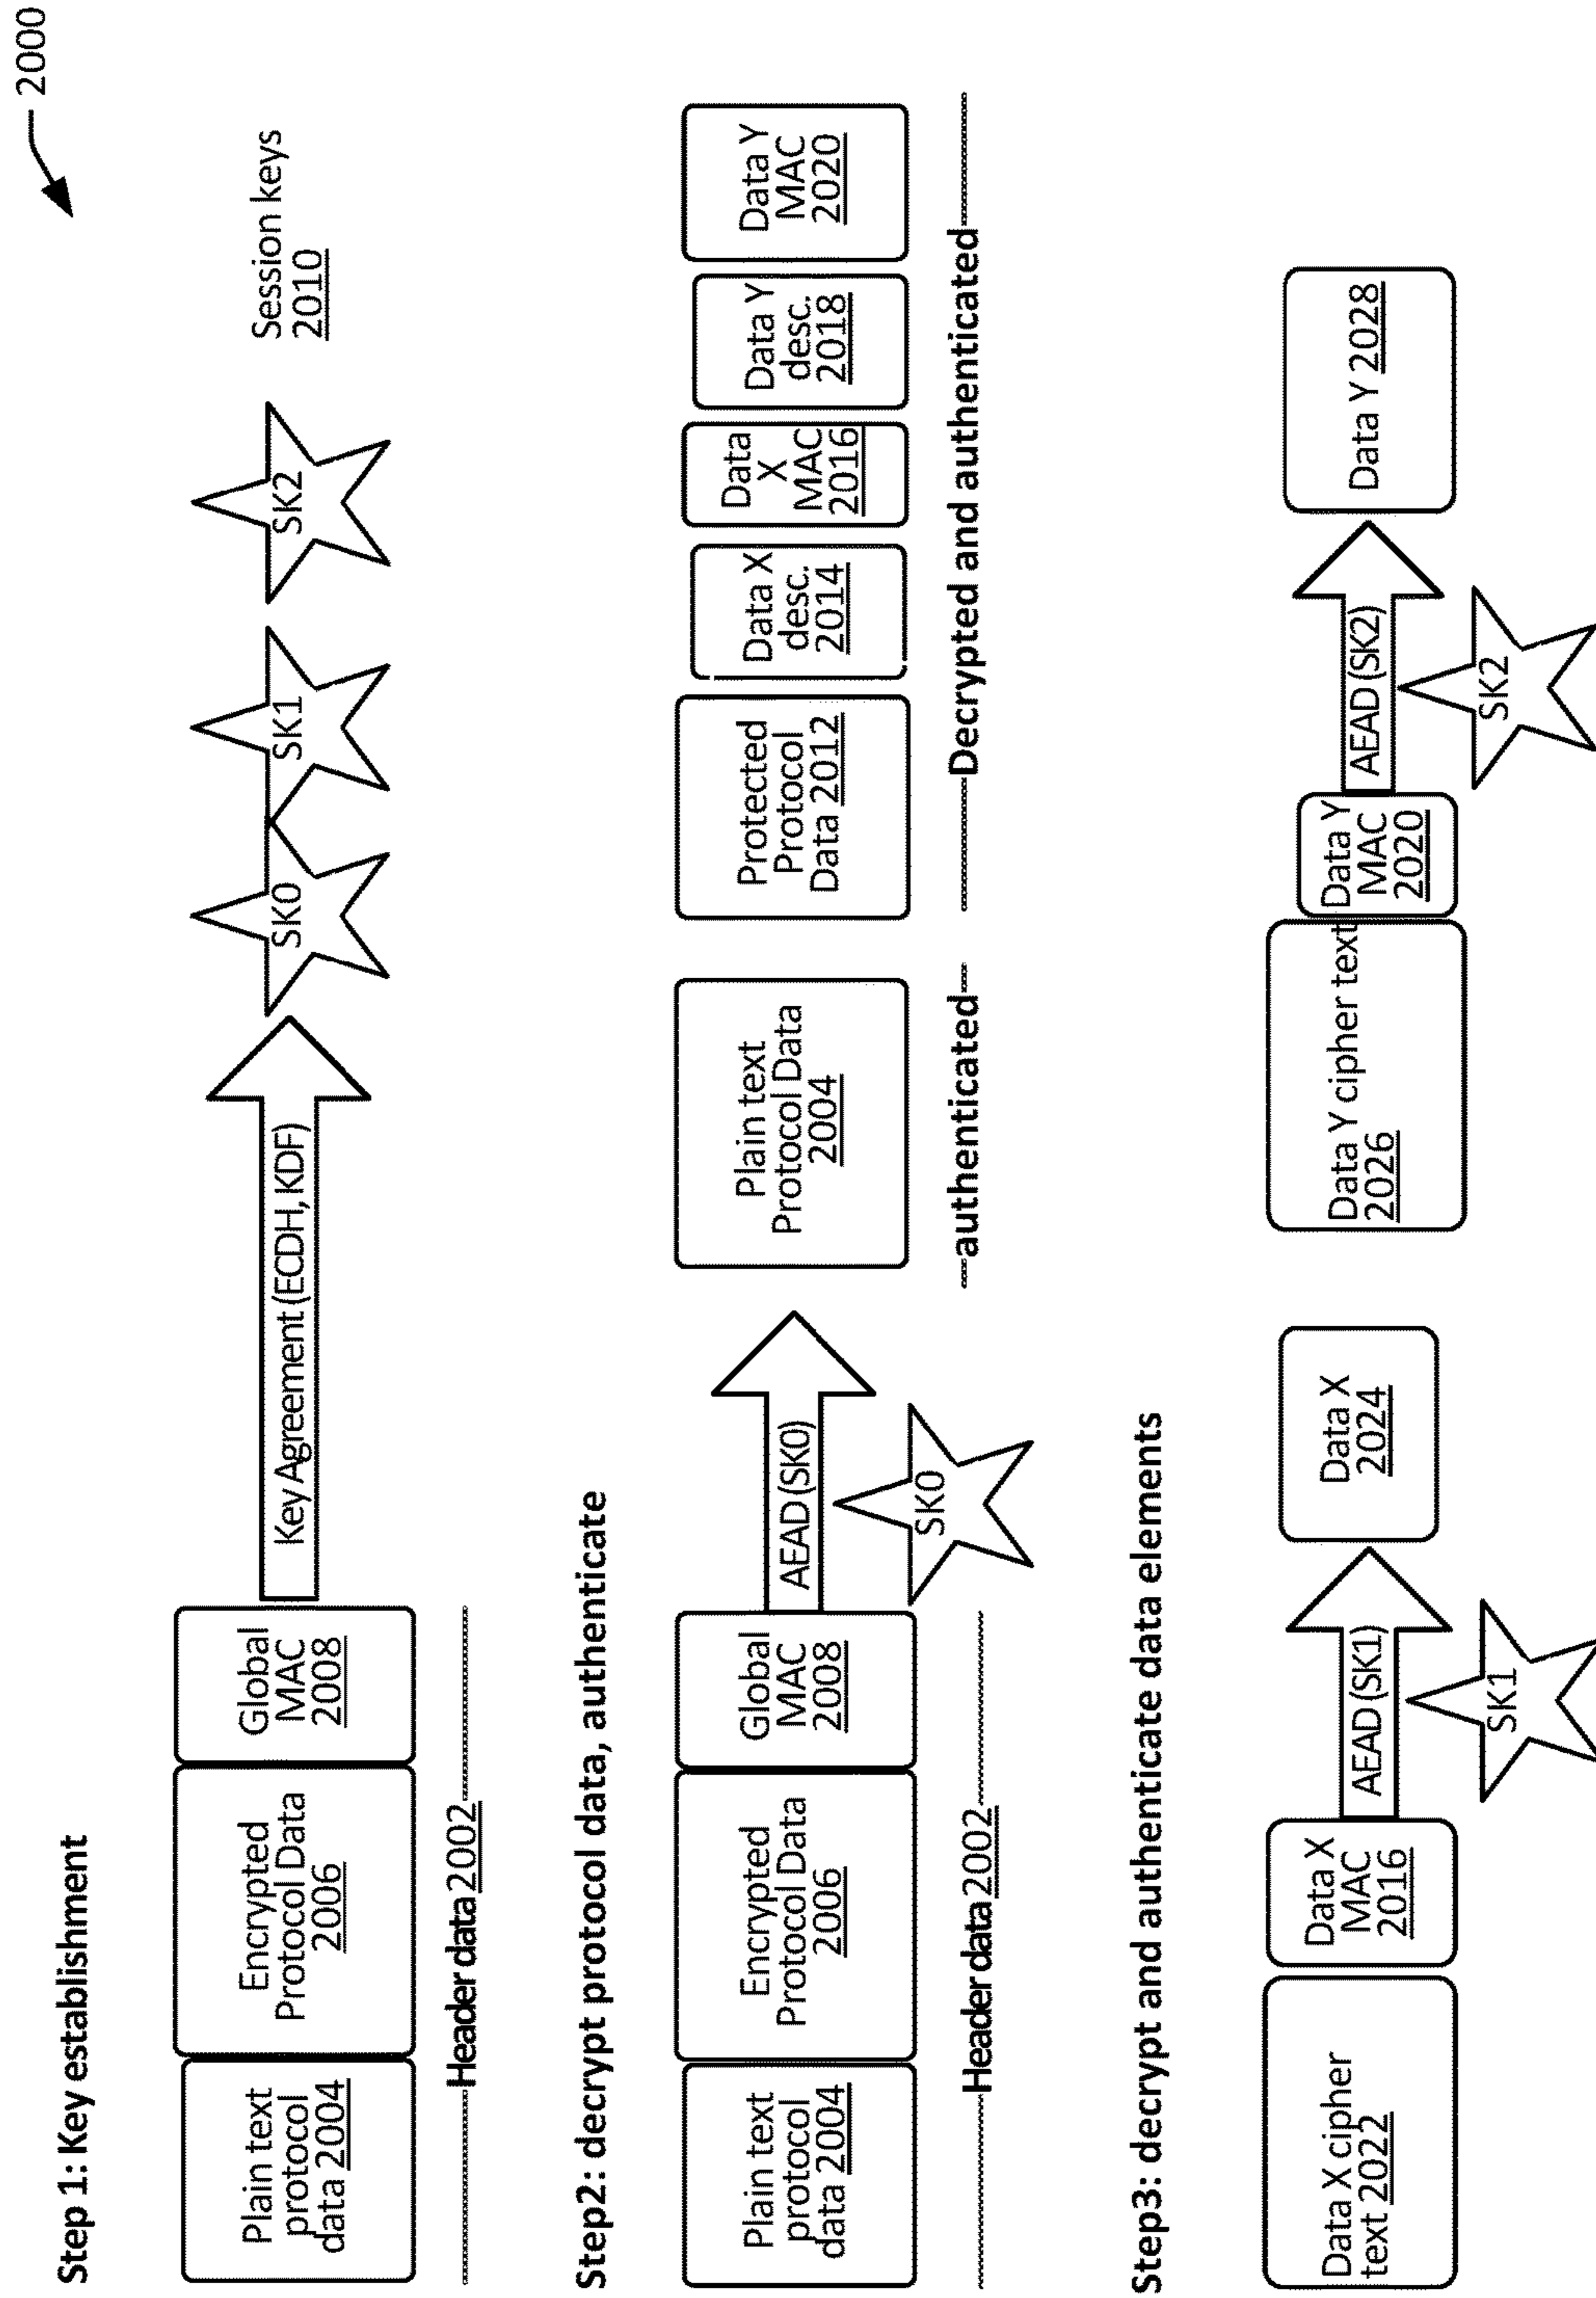 2000
Step 1: Key establishment
Plain text
protocol
data 2004
Encrypted
Protocol Data
2006
Global
MAC
2008
Key Agreement (ECDH, KDF)
SK0
SK1
SK2
Session keys
2010
Header data 2002
Step2: decrypt protocol data, authenticate
Plain text
protocol
data 2004
Encrypted
Protocol Data
2006
Global
MAC
2008
AEAD (SK0)
SK0
Plain text
Protocol Data
2004
Protected
Protocol
Data 2012
Data X
desc.
2014
Data
X
MAC
2016
Data Y
desc.
2018
Data Y
MAC
2020
Header data 2002
authenticated
Decrypted and authenticated
Step3: decrypt and authenticate data elements
Data X cipher
text 2022
Data X
MAC
2016
AEAD (SK1)
SK1
Data X
2024
Data Y cipher text
2026
Data Y
MAC
2020
AEAD (SK2)
SK2
Data Y 2028